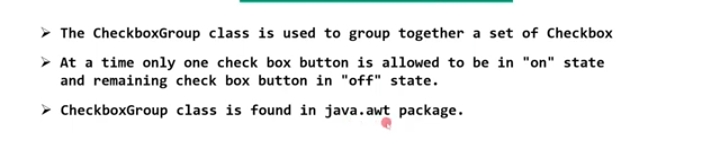 ➢ The CheckboxGroup class is used to group together a set of Checkbox
➢ At a time only one check box button is allowed to be in "on" state
and remaining check box button in "off" state.
➢ CheckboxGroup class is found in java.awt package.